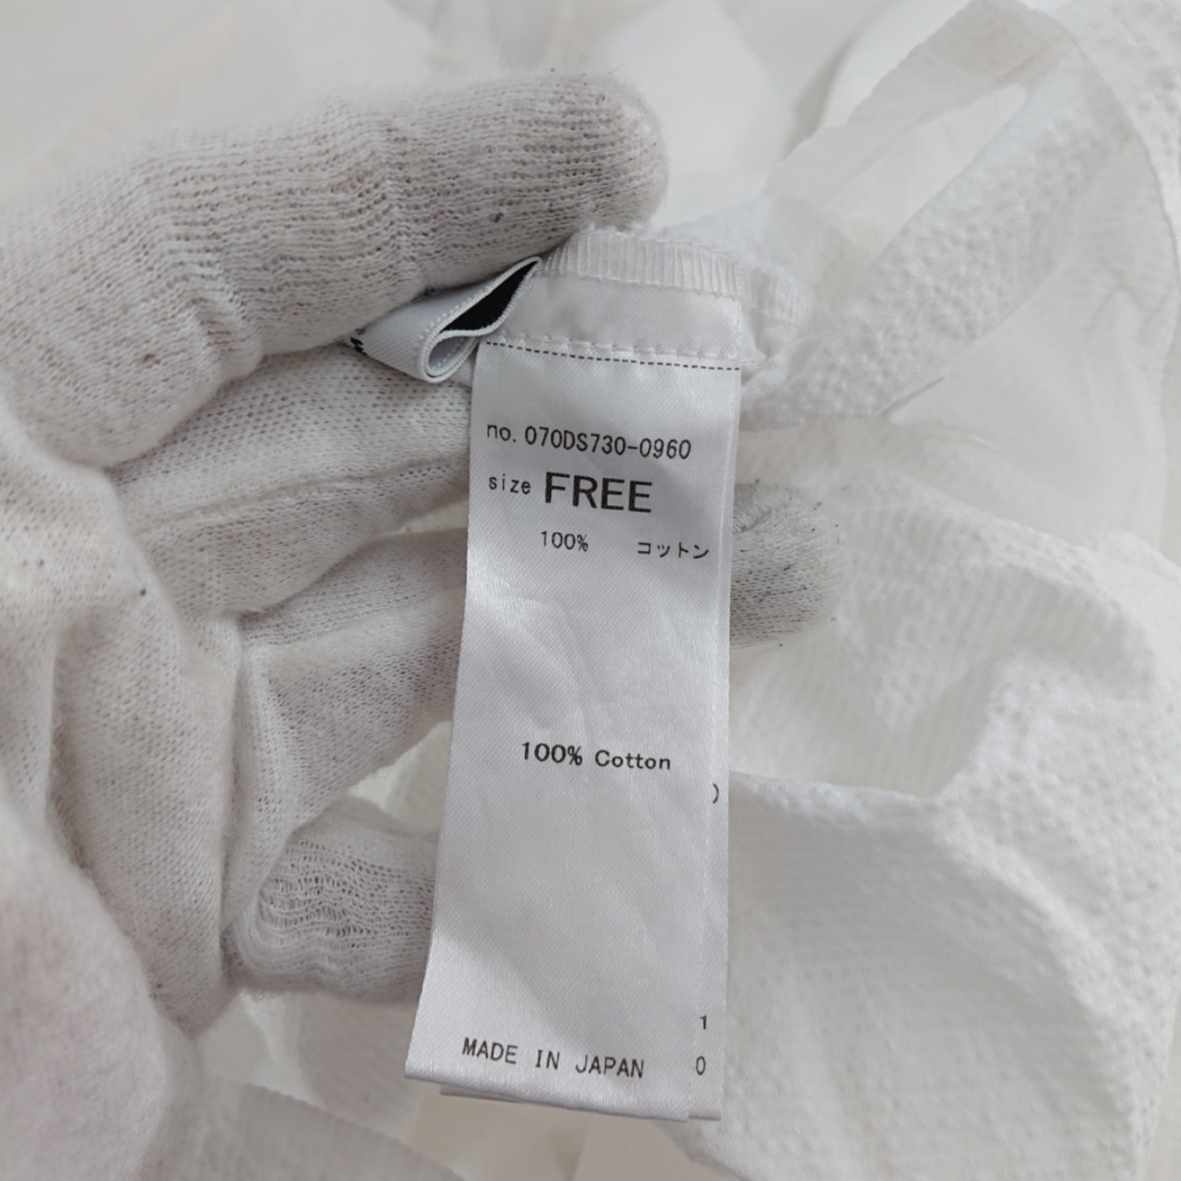 no. 070DS730-0960
size FREE
100% コットン
100% Cotton
)
1
MADE IN JAPAN 0